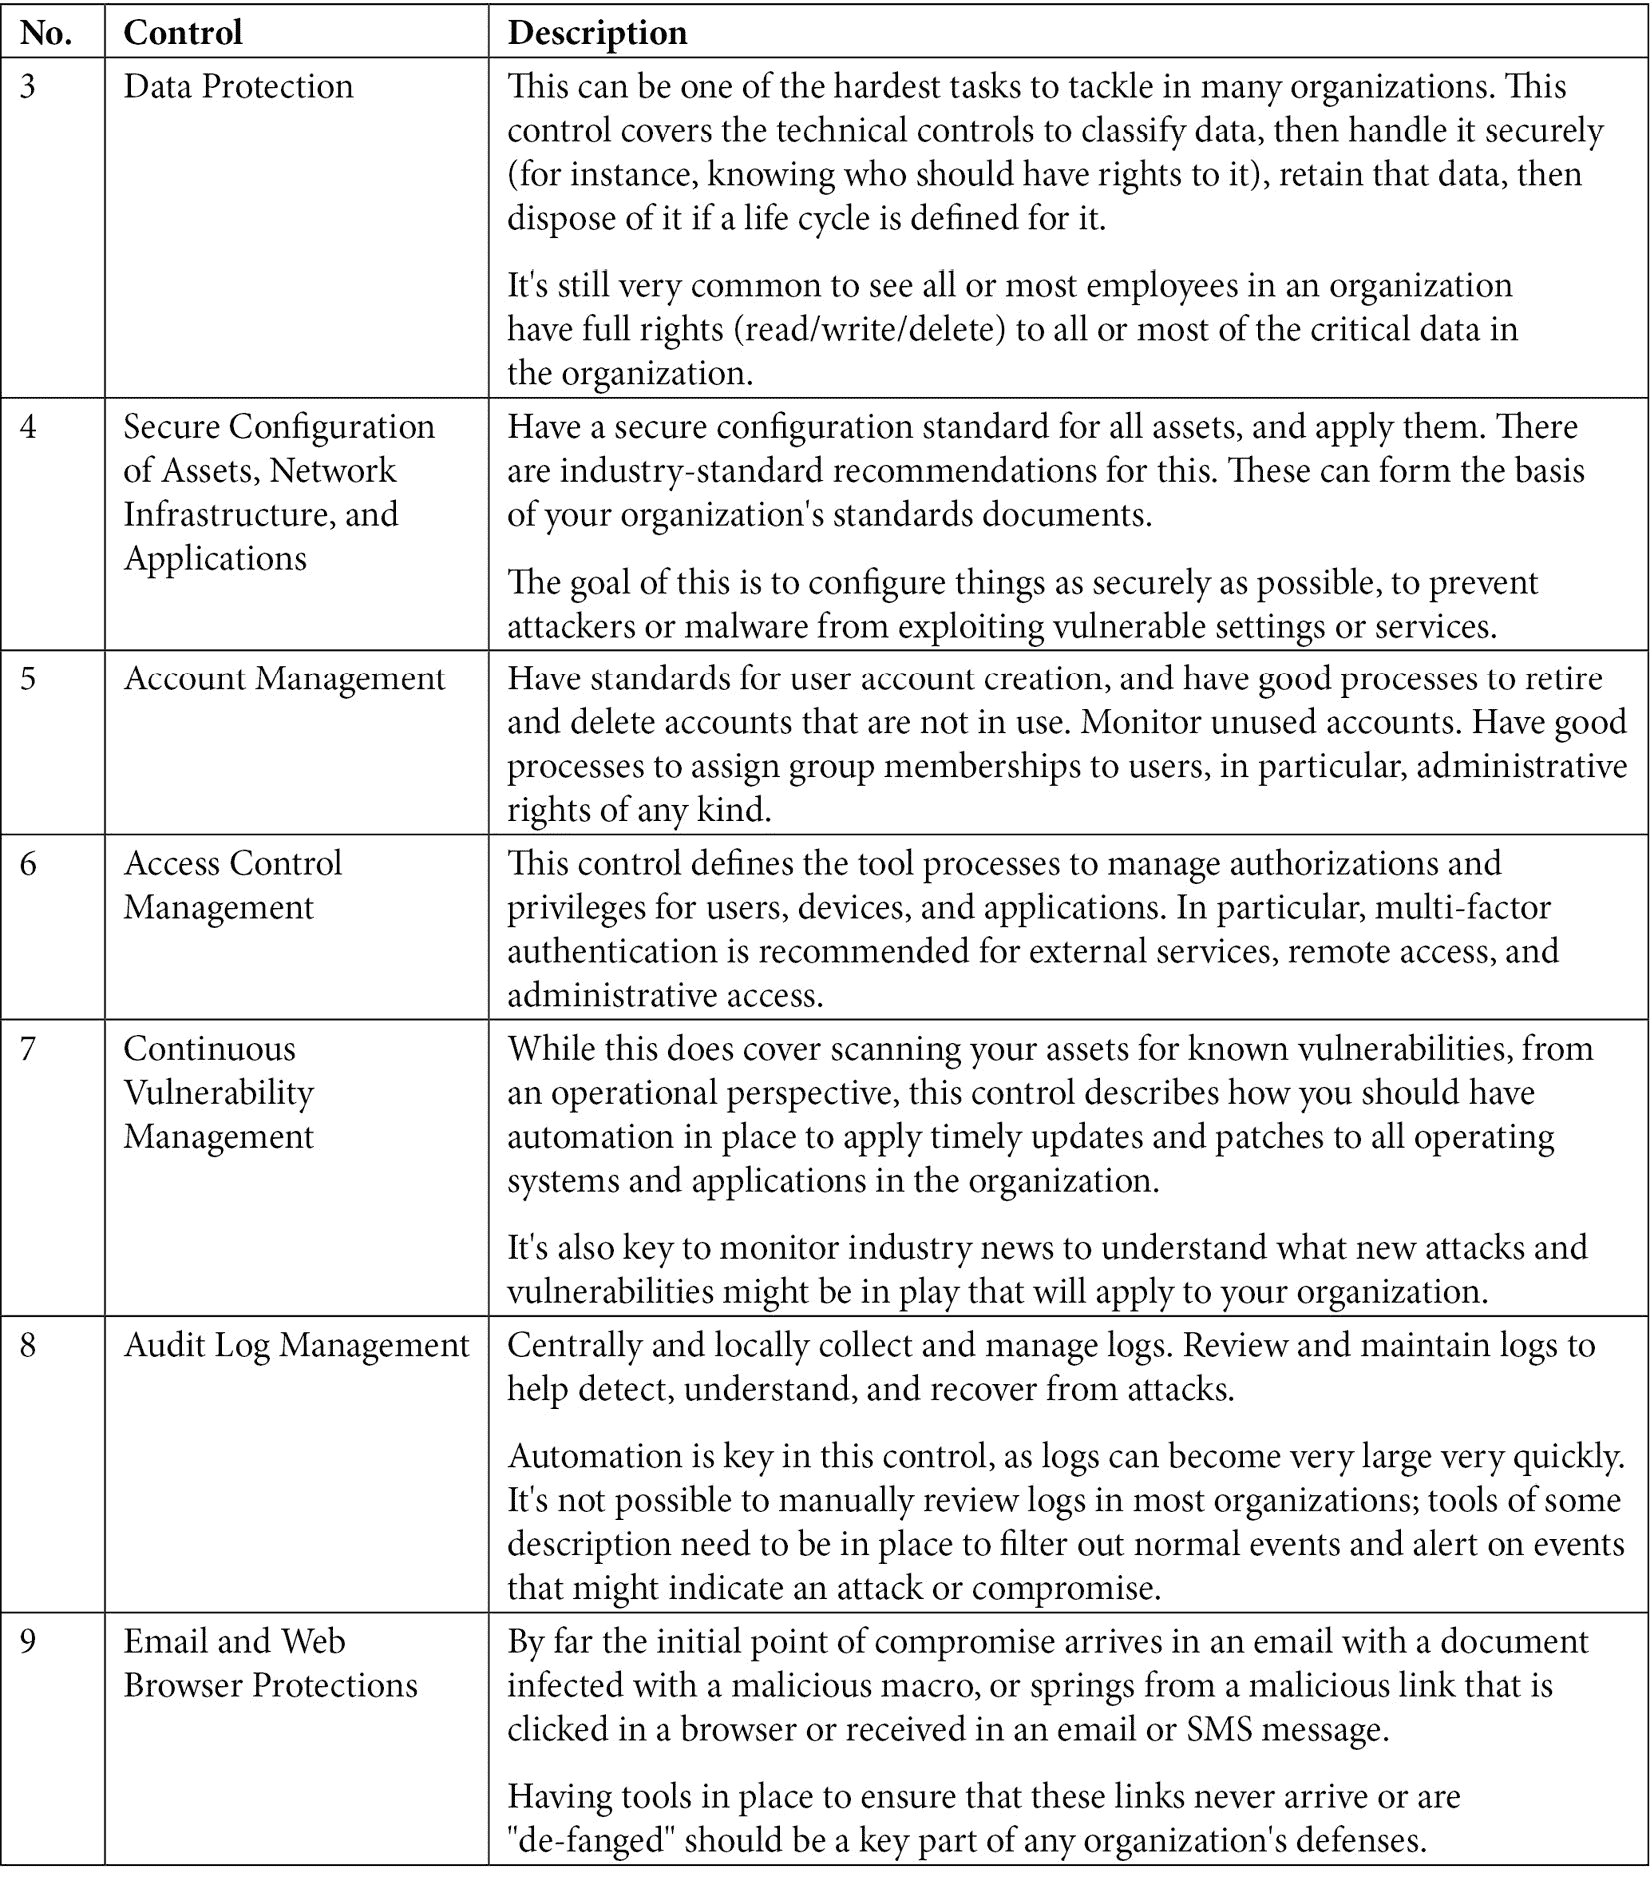 No. Control Description
3 Data Protection This can be one of the hardest tasks to tackle in many organizations. This
control covers the technical controls to classify data, then handle it securely
(for instance, knowing who should have rights to it), retain that data, then
dispose of it if a life cycle is defined for it.
It's still very common to see all or most employees in an organization
have full rights (read/write/delete) to all or most of the critical data in
the organization.
4 Secure Configuration Have a secure configuration standard for all assets, and apply them. There
of Assets, Network are industry-standard recommendations for this. These can form the basis
Infrastructure, and of your organization's standards documents.
Applications
The goal of this is to configure things as securely as possible, to prevent
attackers or malware from exploiting vulnerable settings or services.
5 Account Management Have standards for user account creation, and have good processes to retire
and delete accounts that are not in use. Monitor unused accounts. Have good
processes to assign group memberships to users, in particular, administrative
rights of any kind.
6 Access Control This control defines the tool processes to manage authorizations and
Management privileges for users, devices, and applications. In particular, multi-factor
authentication is recommended for external services, remote access, and
administrative access.
7 Continuous While this does cover scanning your assets for known vulnerabilities, from
Vulnerability an operational perspective, this control describes how you should have
Management automation in place to apply timely updates and patches to all operating
systems and applications in the organization.
It's also key to monitor industry news to understand what new attacks and
vulnerabilities might be in play that will apply to your organization.
8 Audit Log Management Centrally and locally collect and manage logs. Review and maintain logs to
help detect, understand, and recover from attacks.
Automation is key in this control, as logs can become very large very quickly.
It's not possible to manually review logs in most organizations; tools of some
description need to be in place to filter out normal events and alert on events
that might indicate an attack or compromise.
9 Email and Web By far the initial point of compromise arrives in an email with a document
Browser Protections infected with a malicious macro, or springs from a malicious link that is
clicked in a browser or received in an email or SMS message.
Having tools in place to ensure that these links never arrive or are
"de-fanged" should be a key part of any organization's defenses.